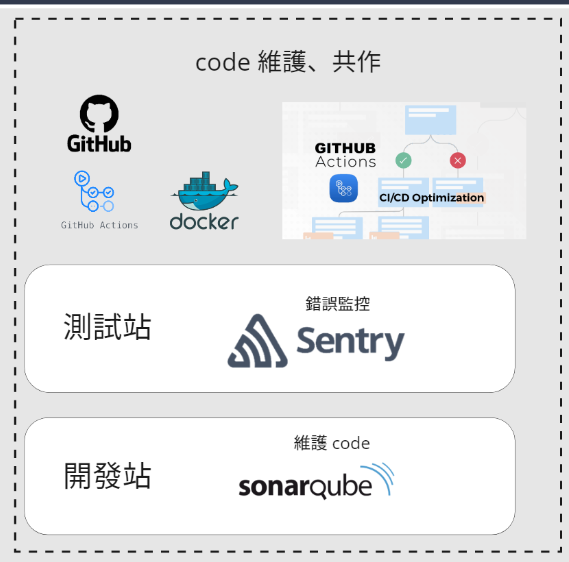 code 維護、共作
GitHub
GitHub Actions
docker
GITHUB
Actions
CI/CD Optimization
測試站
錯誤監控
Sentry
開發站
維護 code
sonarqube